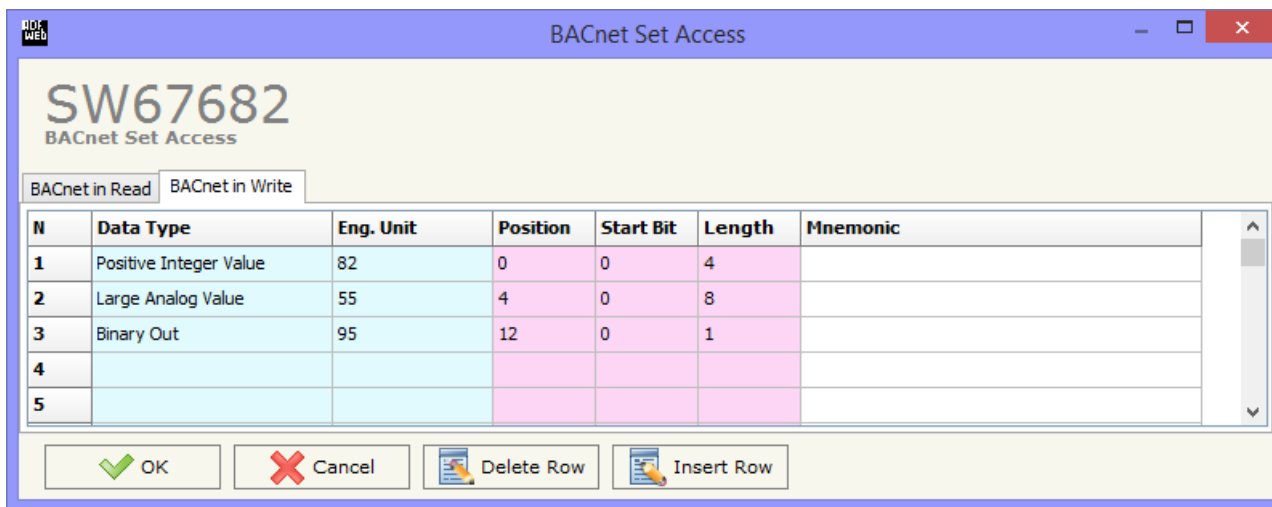 ADF
WEB
BACnet Set Access
SW67682
BACnet Set Access
BACnet in Read BACnet in Write
N Data Type Eng. Unit Position Start Bit Length Mnemonic
1 Positive Integer Value 82 0 0 4
2 Large Analog Value 55 4 0 8
3 Binary Out 95 12 0 1
4
5
OK Cancel Delete Row Insert Row